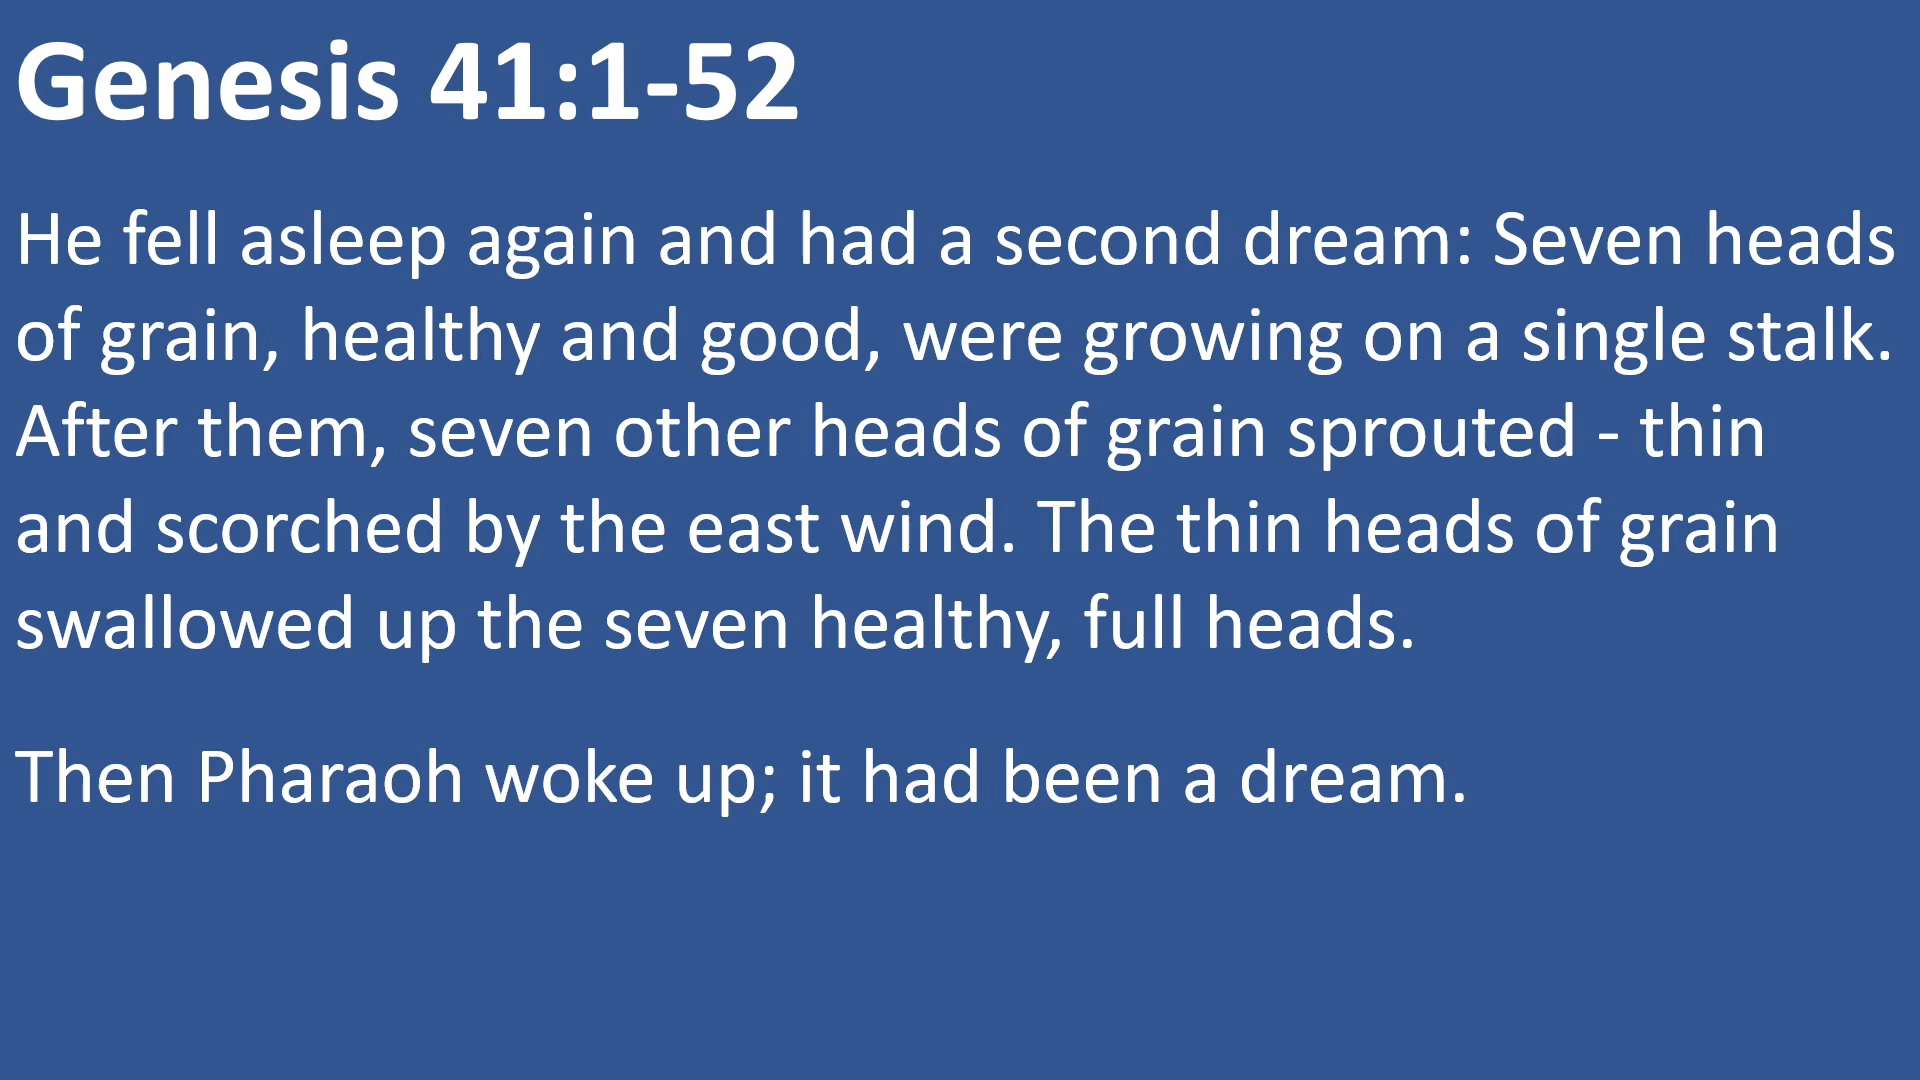 Genesis 41:1-52
He fell asleep again and had a second dream: Seven heads
of grain, healthy and good, were growing on a single stalk.
After them, seven other heads of grain sprouted - thin
and scorched by the east wind. The thin heads of grain
swallowed up the seven healthy, full heads.
Then Pharaoh woke up; it had been a dream.